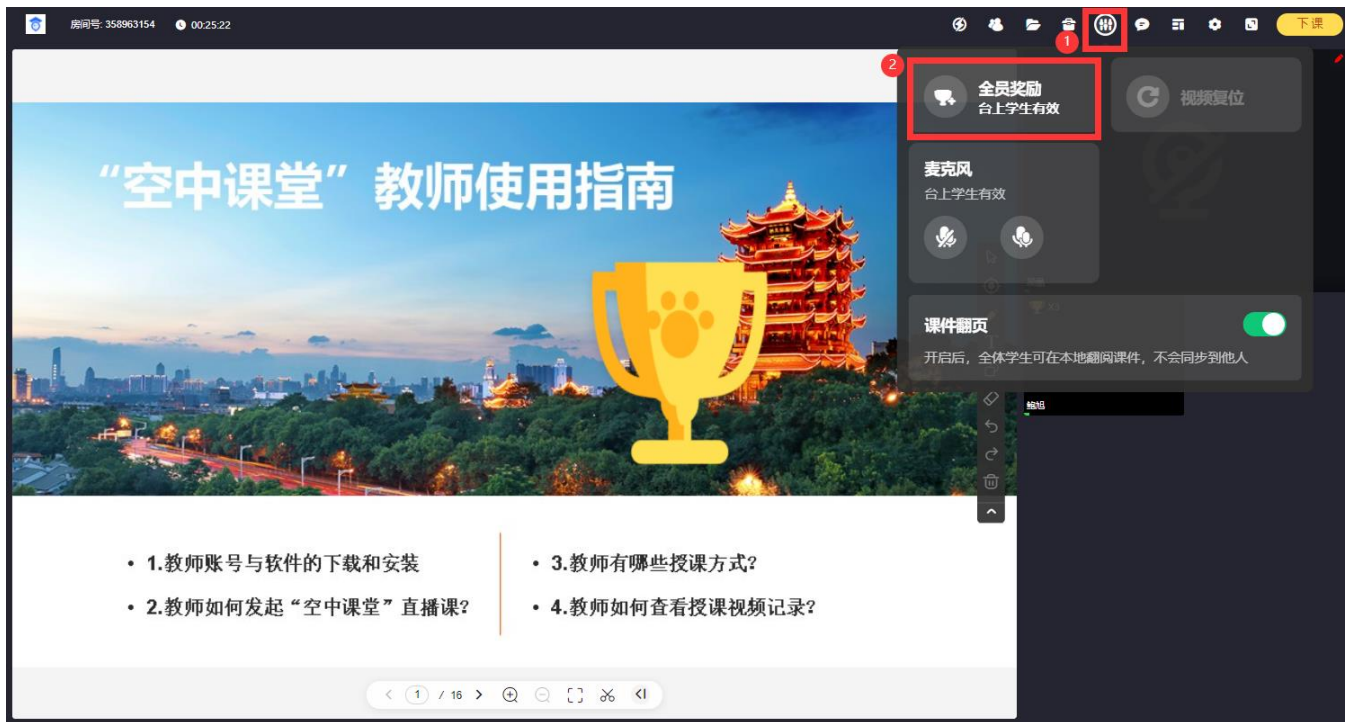 房间号: 358963154 00:25:22
下课
1
2
全员奖励
台上学生有效
视频复位
麦克风
台上学生有效
课件翻页
开启后，全体学生可在本地翻阅课件，不会同步到他人
鲍旭
“空中课堂”教师使用指南
• 1.教师账号与软件的下载和安装
• 2.教师如何发起“空中课堂”直播课?
• 3.教师有哪些授课方式?
• 4.教师如何查看授课视频记录?
1 / 16